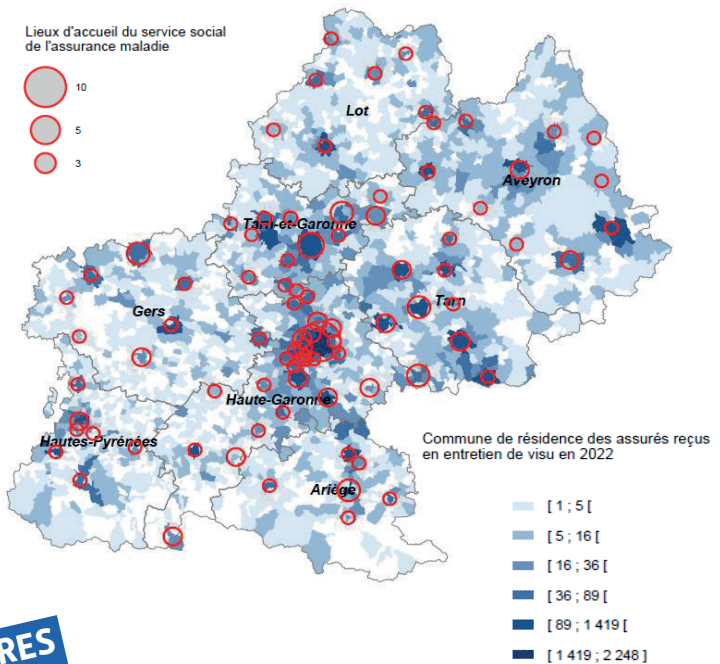 Lieux d'accueil du service social
de l'assurance maladie
10
5
3
Lot
Aveyron
Tarn-et-Garonne
Gers
Tarn
Haute-Garonne
Hautes-Pyrénées
Ariège
Commune de résidence des assurés reçus
en entretien de visu en 2022
[ 1 ; 5 [
[ 5 ; 16 [
[ 16 ; 36 [
[ 36 ; 89 [
[ 89 ; 1 419 [
[ 1 419 ; 2 248 ]
RES